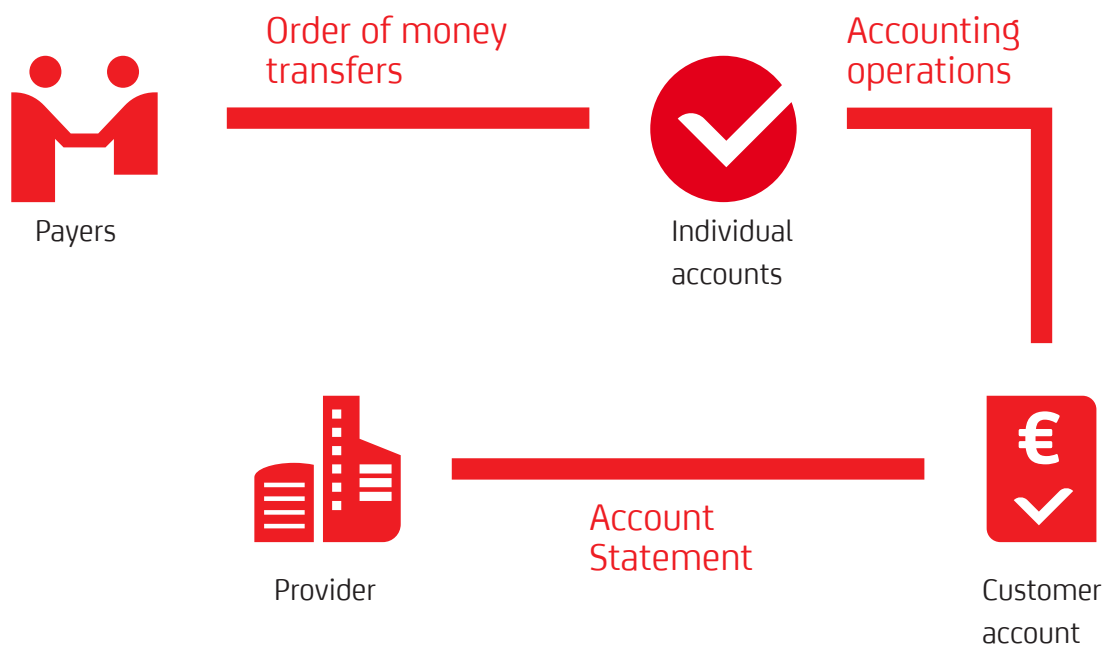 Order of money
transfers
Accounting
operations
Payers
Individual
accounts
€
Account
Statement
Provider
Customer
account